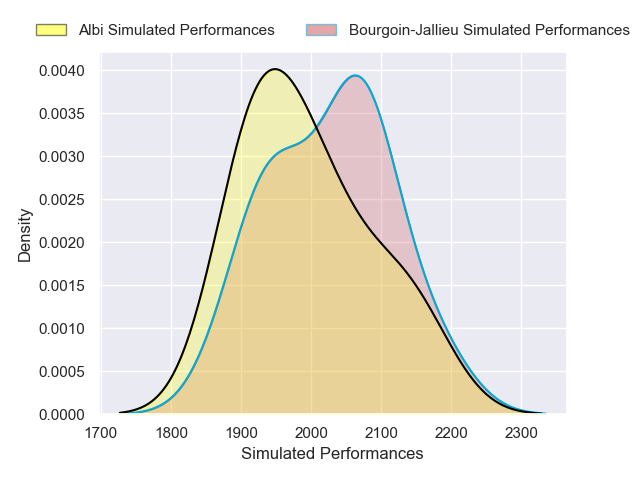 Albi Simulated Performances Bourgoin-Jallieu Simulated Performances
0.0040
0.0035
0.0030
0.0025
0.0020
0.0015
0.0010
0.0005
0.0000
Density
1700 1800 1900 2000 2100 2200 2300
Simulated Performances